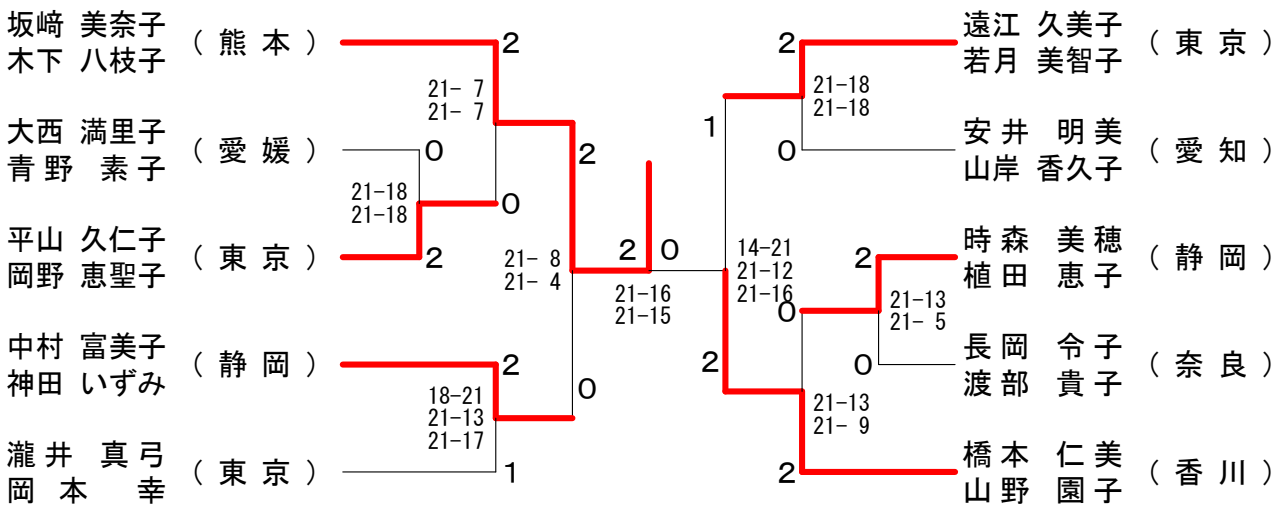 坂﨑 美奈子
木下 八枝子
（ 熊 本 ）
2
21- 7
21- 7
大西 満里子
青野 素子
（ 愛 媛 ）
0
21-18
21-18
0
平山 久仁子
岡野 恵聖子
（ 東 京 ）
2
2
21- 8
21- 4
中村 富美子
神田 いずみ
（ 静 岡 ）
2
18-21
21-13
21-17
0
瀧井 真弓
岡本 幸
（ 東 京 ）
1
2 0
21-16
21-15
遠江 久美子
若月 美智子
（ 東 京 ）
2
21-18
21-18
1
安井 明美
山岸 香久子
（ 愛 知 ）
0
14-21
21-12
21-16
時森 美穂
植田 恵子
（ 静 岡 ）
2
21-13
21- 5
0
長岡 令子
渡部 貴子
（ 奈 良 ）
0
2
21-13
21- 9
橋本 仁美
山野 園子
（ 香 川 ）
2